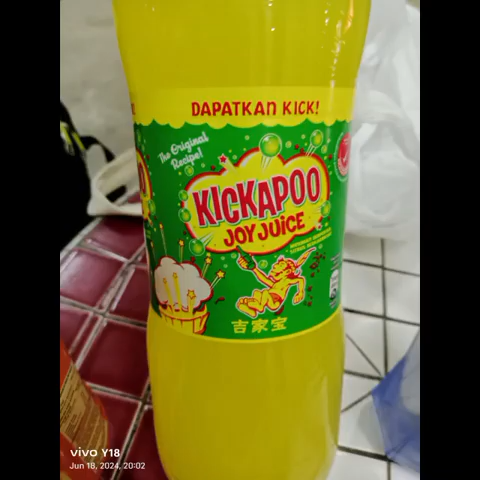 DAPATKAN KICK!
The Original
Recipe!
KICKAPOO
JOY JUICE
吉家宝
vivo Y18
Jun 18, 2024, 20:02